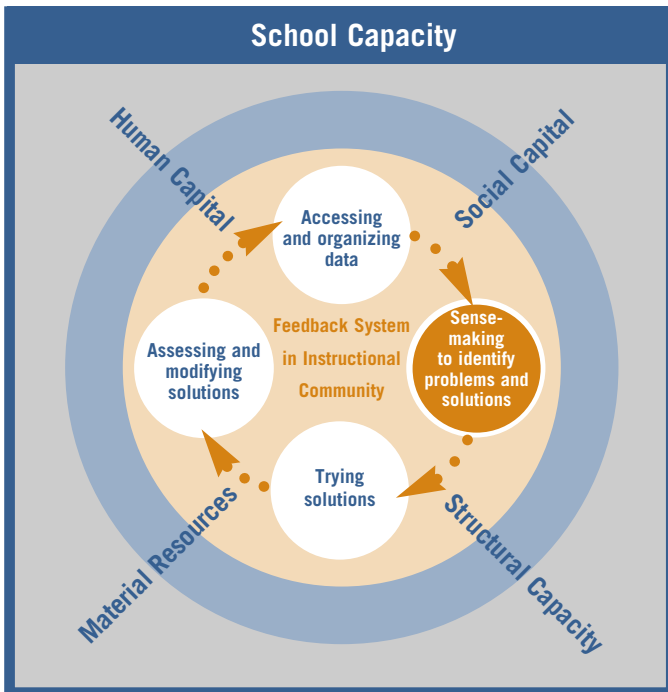 School Capacity
Human Capital
Social Capital
Accessing
and organizing
data
Feedback System
in Instructional
Community
Sense-
making
to identify
problems and
solutions
Assessing and
modifying
solutions
Trying
solutions
Material Resources
Structural Capacity